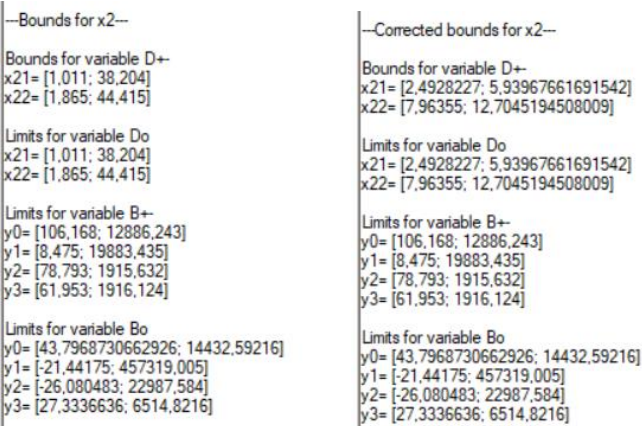 ---Bounds for x2---
Bounds for variable D+-
x21= [1,011; 38,204]
x22= [1,865; 44,415]
Limits for variable Do
x21= [1,011; 38,204]
x22= [1,865; 44,415]
Limits for variable B+-
y0= [106,168; 12886,243]
y1= [8,475; 19883,435]
y2= [78,793; 1915,632]
y3= [61,953; 1916,124]
Limits for variable Bo
y0= [43,7968730662926; 14432,59216]
y1= [-21,44175; 457319,005]
y2= [-26,080483; 22987,584]
y3= [27,3336636; 6514,8216]
---Corrected bounds for x2---
Bounds for variable D+-
x21= [2,4928227; 5,93967661691542]
x22= [7,96355; 12,7045194508009]
Limits for variable Do
x21= [2,4928227; 5,93967661691542]
x22= [7,96355; 12,7045194508009]
Limits for variable B+-
y0= [106,168; 12886,243]
y1= [8,475; 19883,435]
y2= [78,793; 1915,632]
y3= [61,953; 1916,124]
Limits for variable Bo
y0= [43,7968730662926; 14432,59216]
y1= [-21,44175; 457319,005]
y2= [-26,080483; 22987,584]
y3= [27,3336636; 6514,8216]